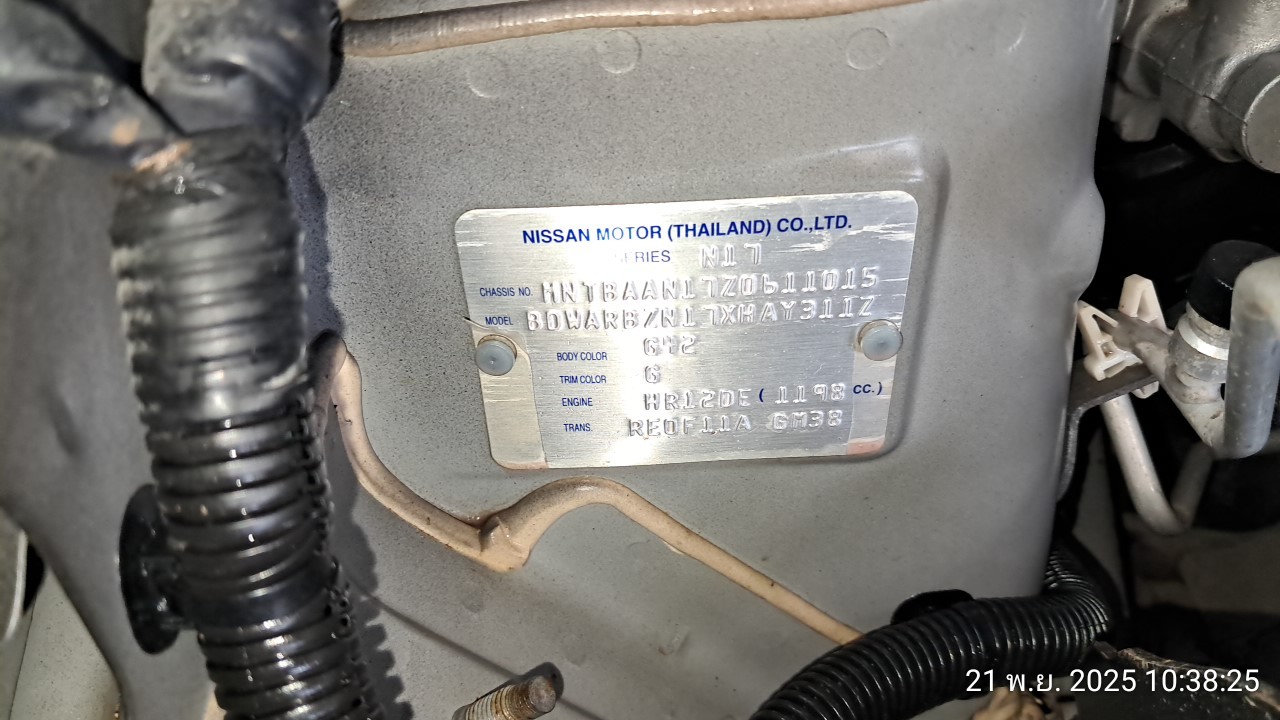 NISSAN MOTOR (THAILAND) CO.,LTD.
SERIES N17
CHASSIS NO. MNTBAAN17Z0611015
MODEL BDWARBZN17XHAY311Z
BODY COLOR G42
TRIM COLOR G
ENGINE HR12DE ( 1198 CC.)
TRANS. RE0F11A GM38
21 พ.ย. 2025 10:38:25